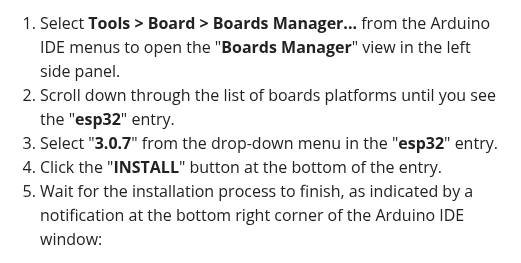 1. Select Tools > Board > Boards Manager... from the Arduino
IDE menus to open the "Boards Manager" view in the left
side panel.
2. Scroll down through the list of boards platforms until you see
the "esp32" entry.
3. Select "3.0.7" from the drop-down menu in the "esp32" entry.
4. Click the "INSTALL" button at the bottom of the entry.
5. Wait for the installation process to finish, as indicated by a
notification at the bottom right corner of the Arduino IDE
window: